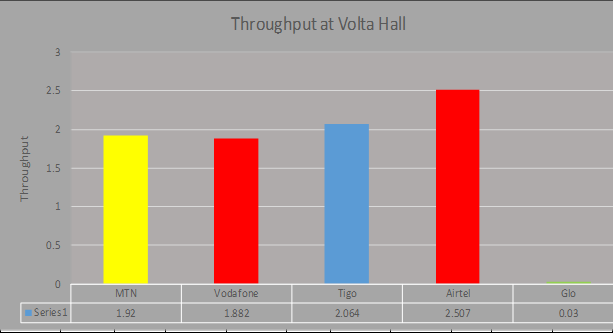 Throughput at Volta Hall
3
2.5
2
1.5
1
0.5
0
Throughput
MTN Vodafone Tigo Airtel Glo
Series1 1.92 1.882 2.064 2.507 0.03